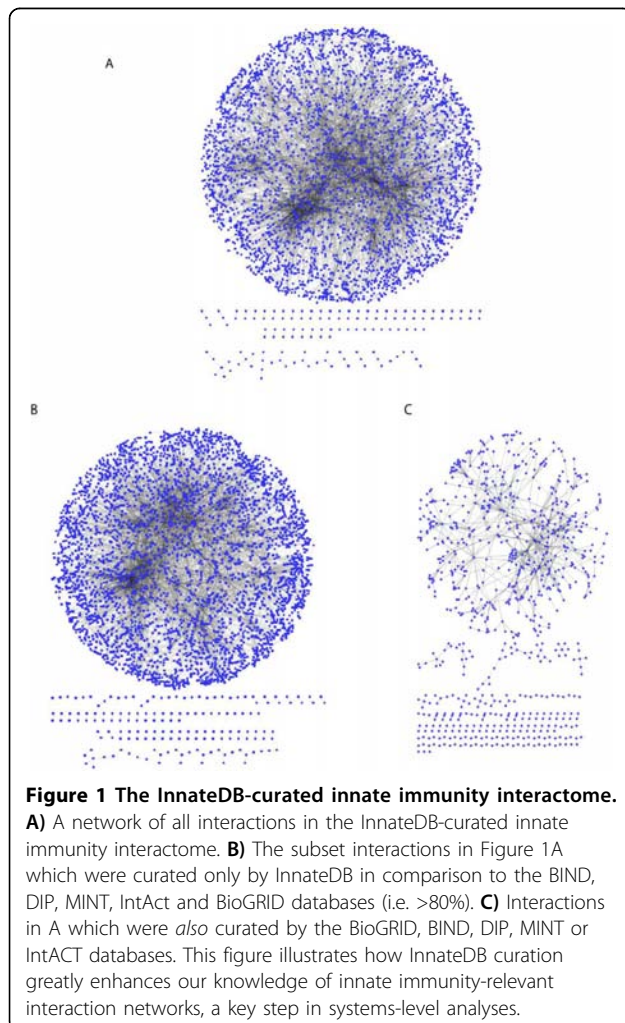 A
B
C
Figure 1 The InnateDB-curated innate immunity interactome.
A) A network of all interactions in the InnateDB-curated innate
immunity interactome. B) The subset interactions in Figure 1A
which were curated only by InnateDB in comparison to the BIND,
DIP, MINT, IntAct and BioGRID databases (i.e. >80%). C) Interactions
in A which were also curated by the BioGRID, BIND, DIP, MINT or
IntACT databases. This figure illustrates how InnateDB curation
greatly enhances our knowledge of innate immunity-relevant
interaction networks, a key step in systems-level analyses.